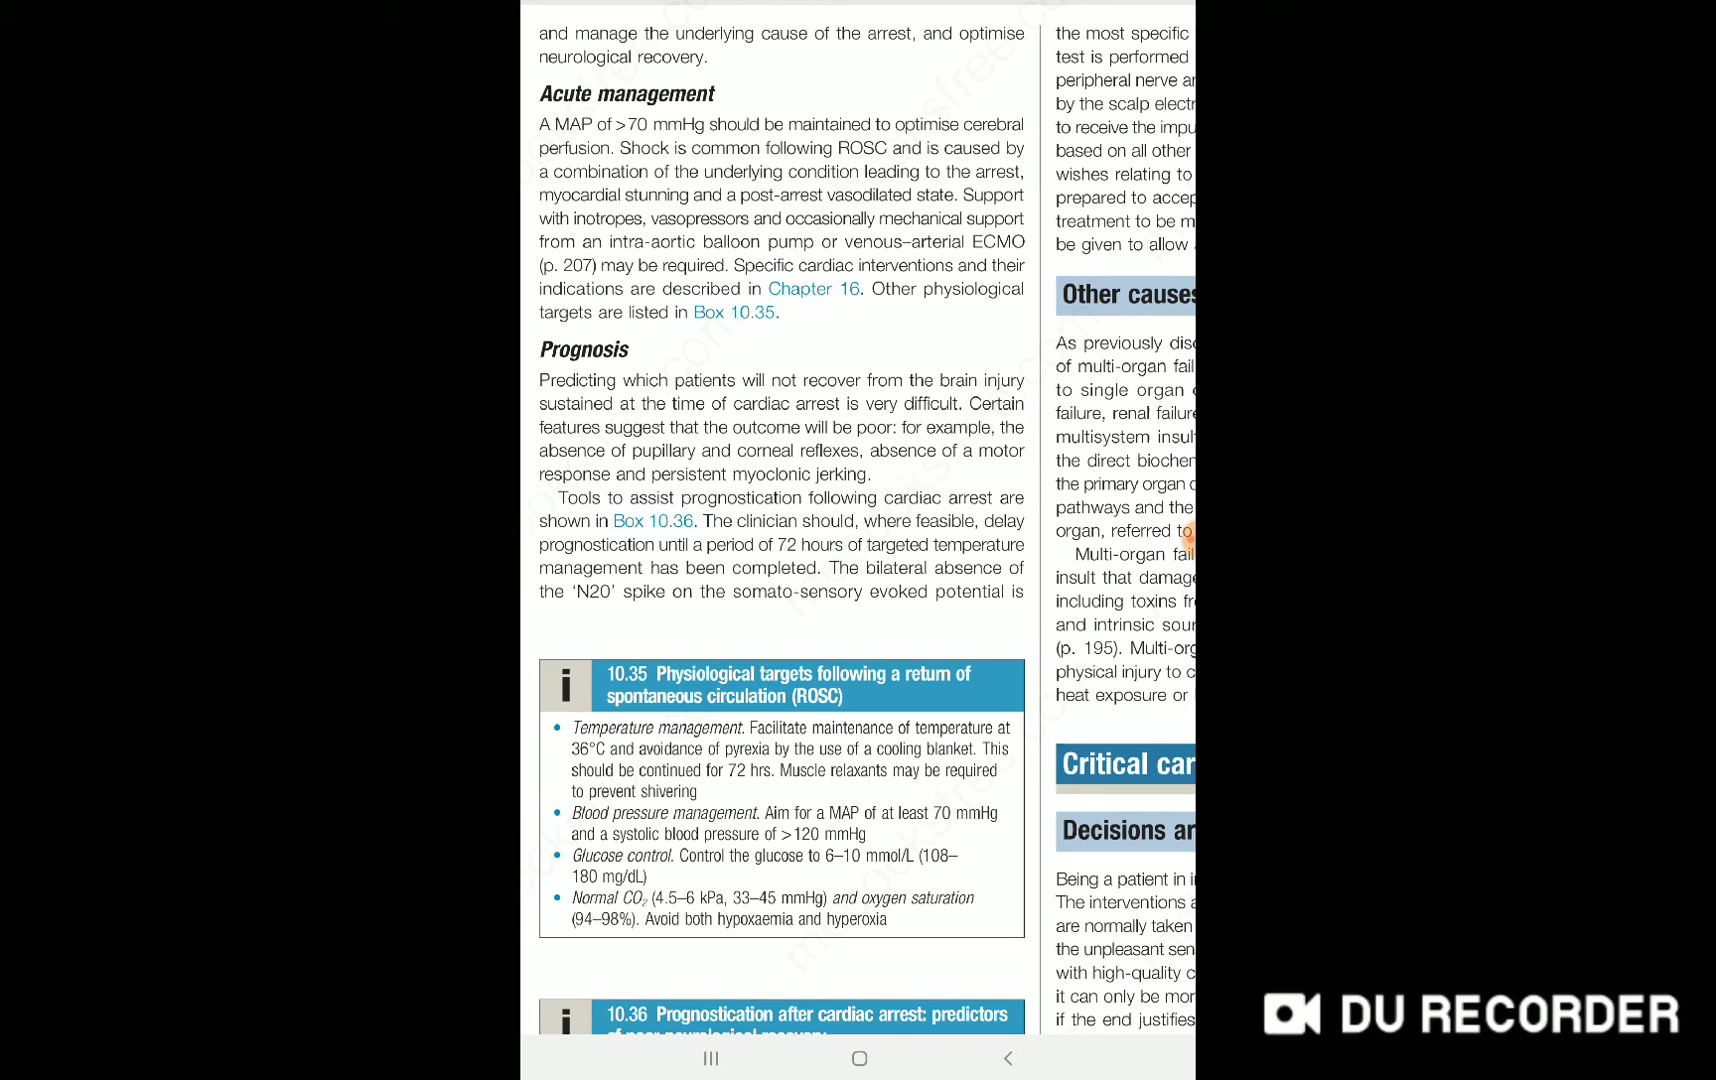 and manage the underlying cause of the arrest, and optimise
neurological recovery.
Acute management
A MAP of >70 mmHg should be maintained to optimise cerebral
perfusion. Shock is common following ROSC and is caused by
a combination of the underlying condition leading to the arrest,
myocardial stunning and a post-arrest vasodilated state. Support
with inotropes, vasopressors and occasionally mechanical support
from an intra-aortic balloon pump or venous–arterial ECMO
(p. 207) may be required. Specific cardiac interventions and their
indications are described in Chapter 16. Other physiological
targets are listed in Box 10.35.
Prognosis
Predicting which patients will not recover from the brain injury
sustained at the time of cardiac arrest is very difficult. Certain
features suggest that the outcome will be poor: for example, the
absence of pupillary and corneal reflexes, absence of a motor
response and persistent myoclonic jerking.
Tools to assist prognostication following cardiac arrest are
shown in Box 10.36. The clinician should, where feasible, delay
prognostication until a period of 72 hours of targeted temperature
management has been completed. The bilateral absence of
the ‘N20’ spike on the somato-sensory evoked potential is
i
10.35 Physiological targets following a return of
spontaneous circulation (ROSC)
• Temperature management. Facilitate maintenance of temperature at
36°C and avoidance of pyrexia by the use of a cooling blanket. This
should be continued for 72 hrs. Muscle relaxants may be required
to prevent shivering
• Blood pressure management. Aim for a MAP of at least 70 mmHg
and a systolic blood pressure of >120 mmHg
• Glucose control. Control the glucose to 6–10 mmol/L (108–
180 mg/dL)
• Normal CO₂ (4.5–6 kPa, 33–45 mmHg) and oxygen saturation
(94–98%). Avoid both hypoxaemia and hyperoxia
i
10.36 Prognostication after cardiac arrest: predictors
of poor neurological recovery
the most specific
test is performed
peripheral nerve
by the scalp
to receive the
based on all other
wishes relating to
prepared to
treatment to be
be given to allow
Other causes
As previously
of multi-organ
to single organ
failure, renal failure
multisystem
the direct
the primary organ
pathways and the
organ, referred to
Multi-organ
insult that
including toxins
and intrinsic
(p. 195).
physical injury to
heat exposure or
Critical
Decisions
Being a patient in
The interventions
are normally taken
the unpleasant
with high-quality
it can only be
if the end justifies
DU RECORDER